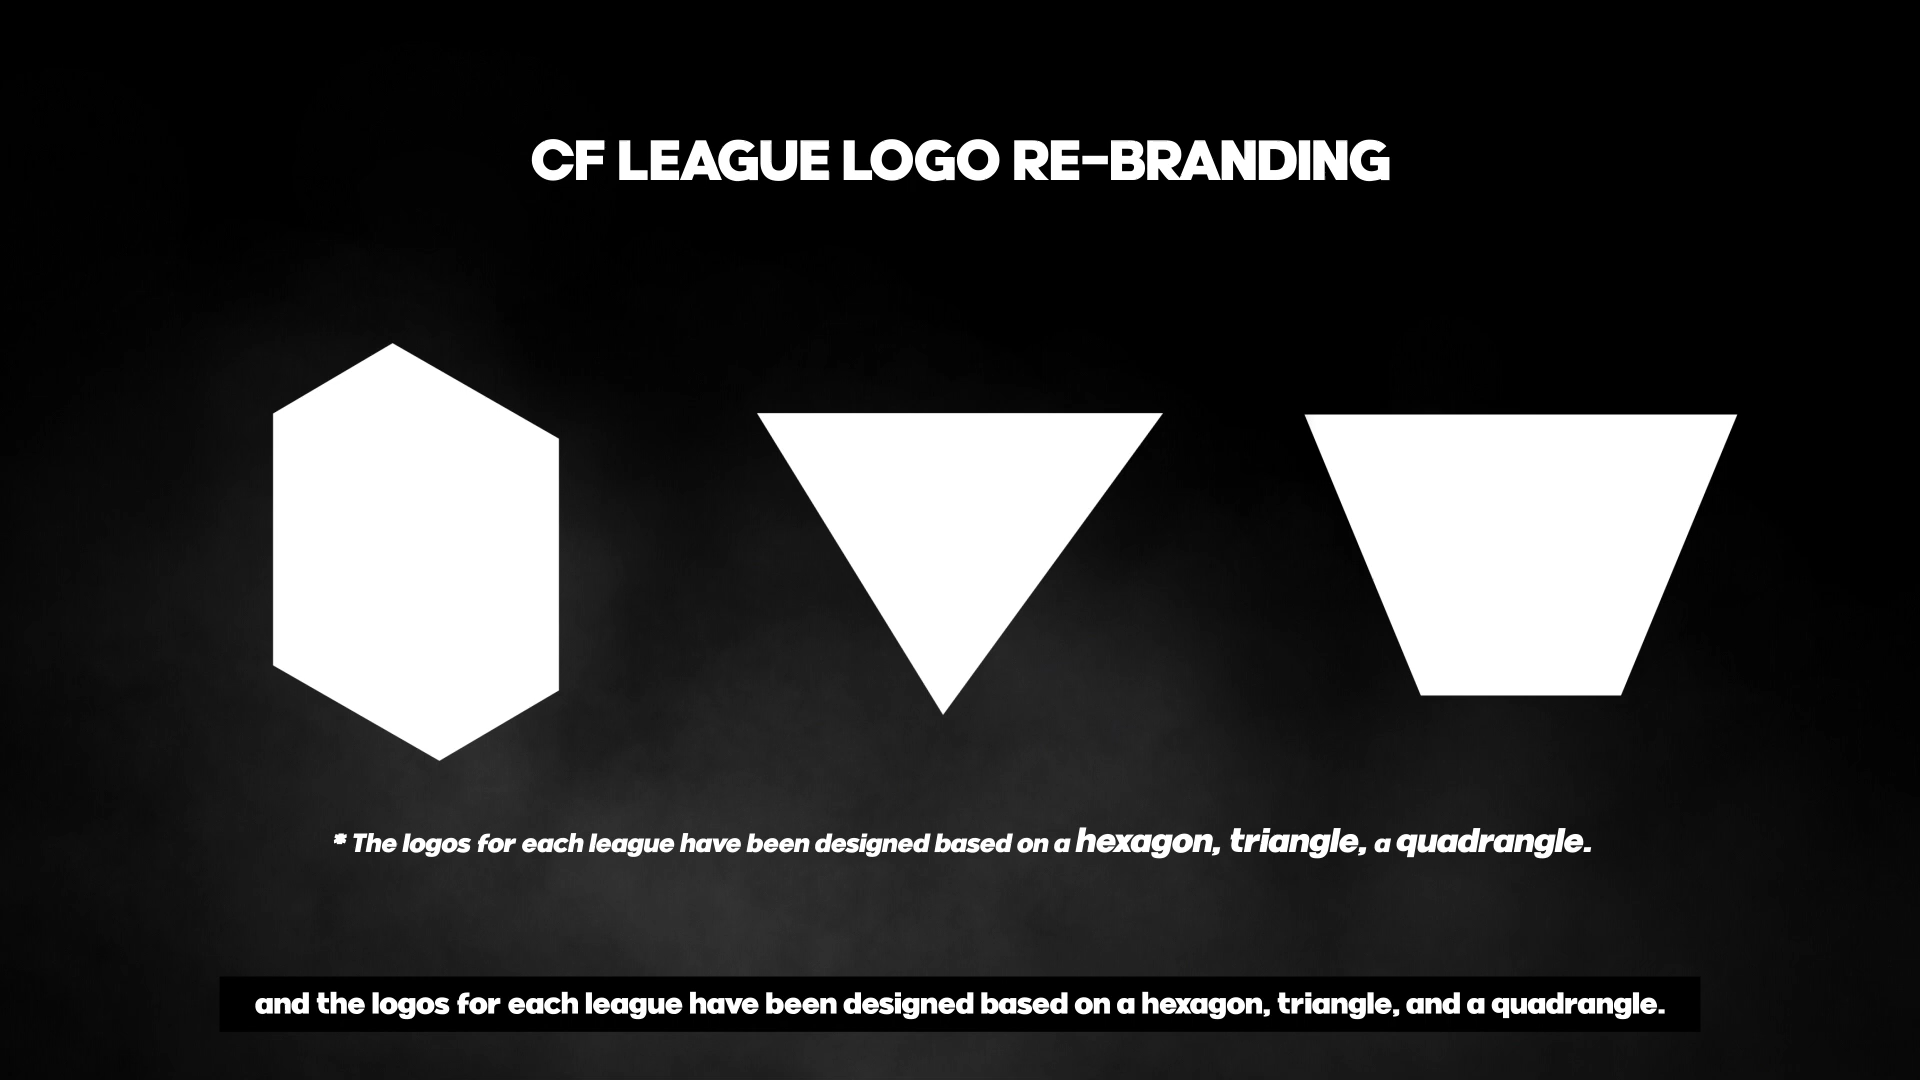 CF LEAGUE LOGO RE-BRANDING
* The logos for each league have been designed based on a hexagon, triangle, a quadrangle.
and the logos for each league have been designed based on a hexagon, triangle, and a quadrangle.